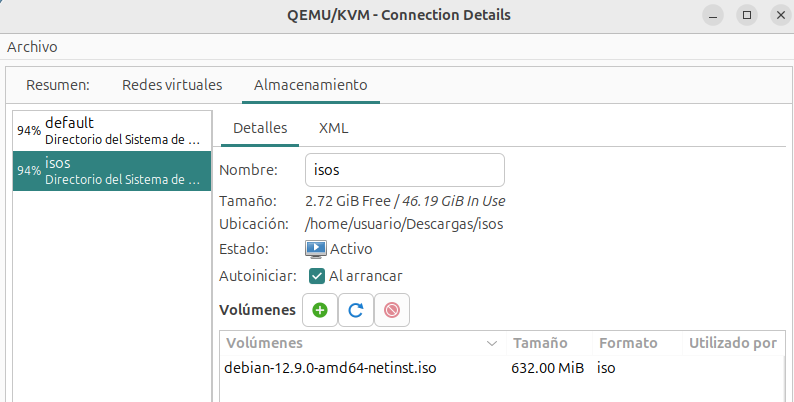 QEMU/KVM - Connection Details
Archivo
Resumen: Redes virtuales Almacenamiento
94% default
Directorio del Sistema de ...
94% isos
Directorio del Sistema de ...
Detalles XML
Nombre: isos
Tamaño: 2.72 GiB Free / 46.19 GiB In Use
Ubicación: /home/usuario/Descargas/isos
Estado: Activo
Autoiniciar: Al arrancar
Volúmenes
Volúmenes Tamaño Formato Utilizado por
debian-12.9.0-amd64-netinst.iso 632.00 MiB iso